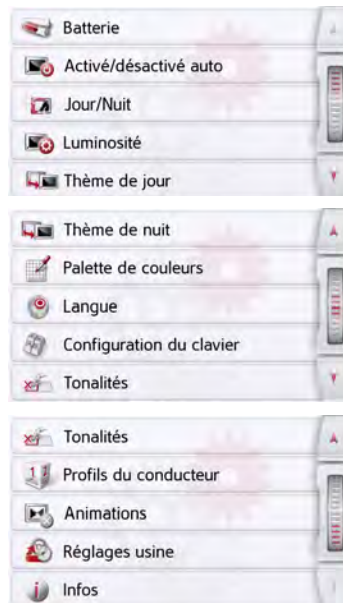 Batterie
Activé/désactivé auto
Jour/Nuit
Luminosité
Thème de jour
Thème de nuit
Palette de couleurs
Langue
Configuration du clavier
Tonalités
Tonalités
Profils du conducteur
Animations
Réglages usine
Infos